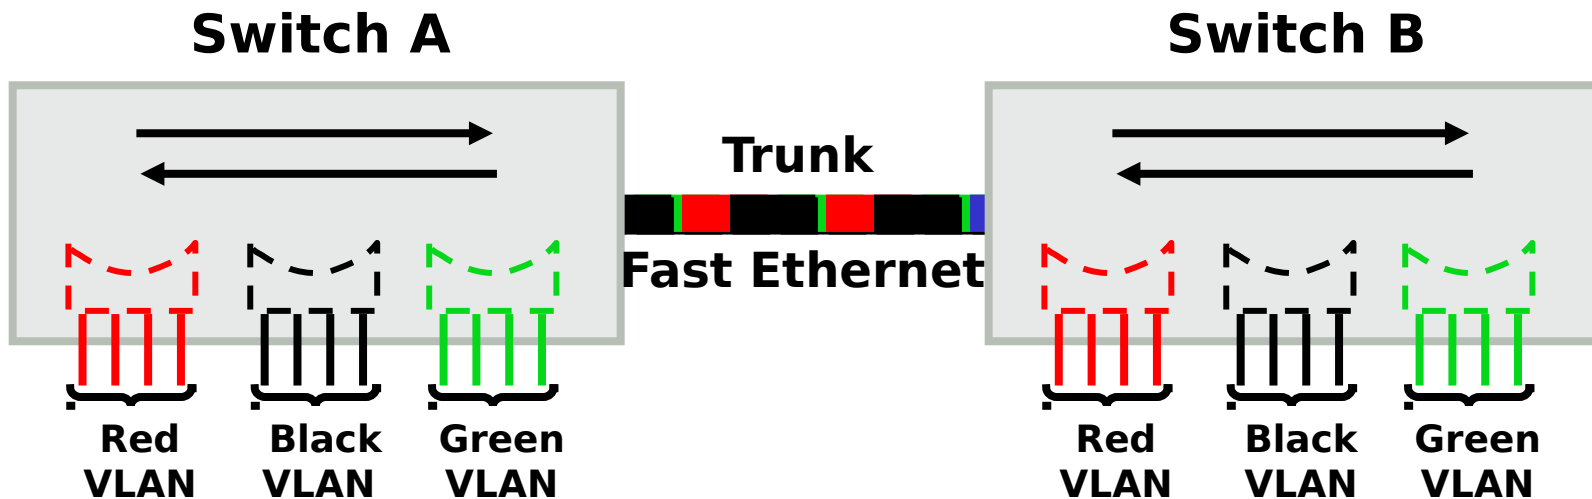 Switch A
Switch B
Trunk
Fast Ethernet
Red
VLAN
Black
VLAN
Green
VLAN
Red
VLAN
Black
VLAN
Green
VLAN